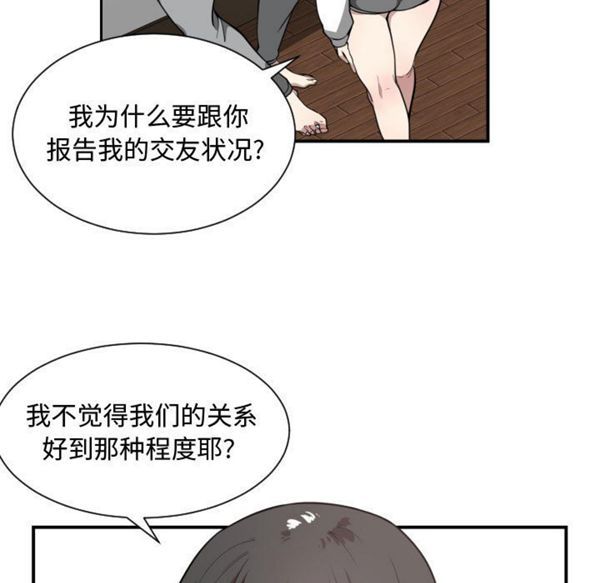 我为什么要跟你
报告我的交友状况?
我不觉得我们的关系
好到那种程度耶?